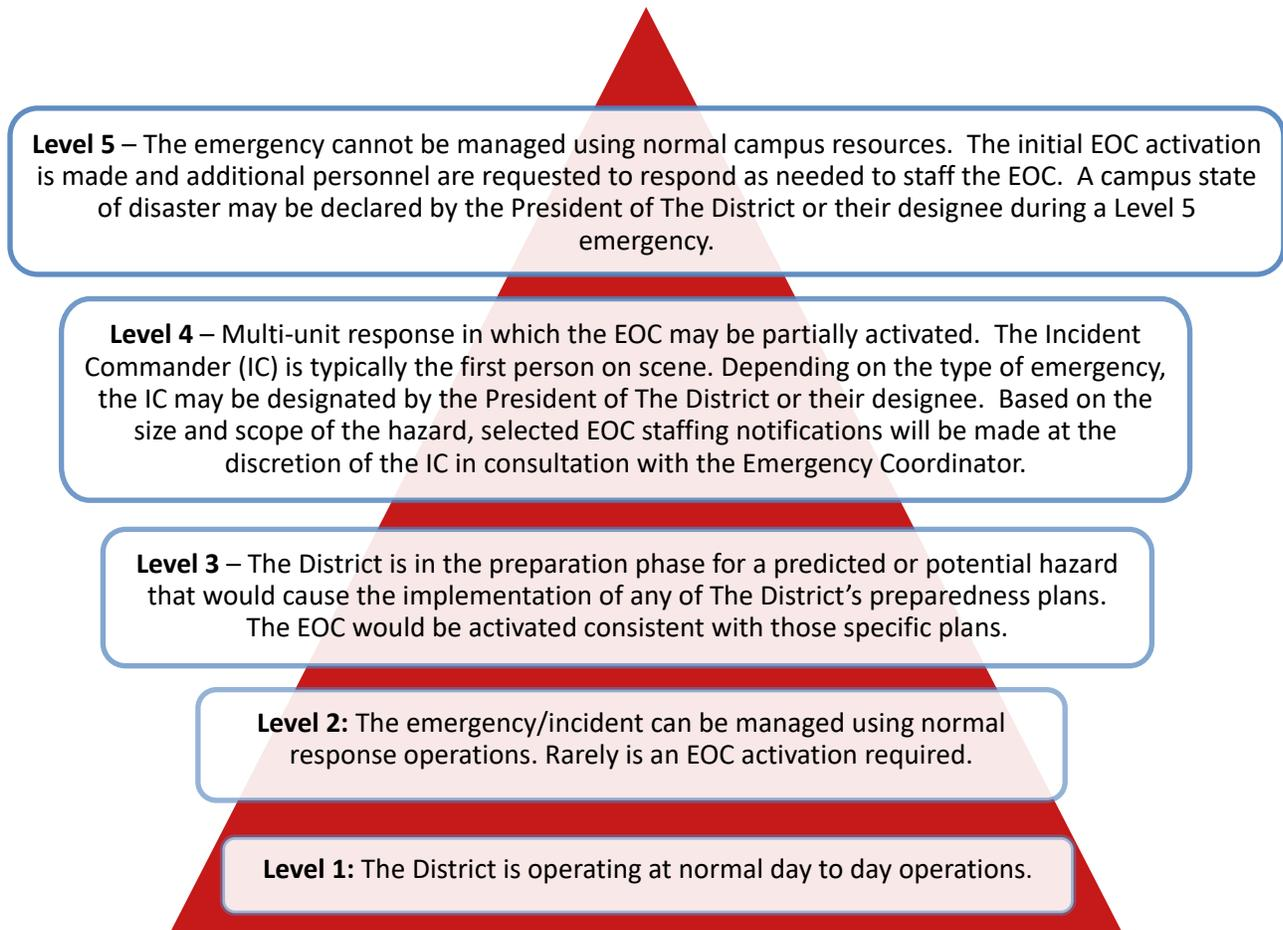 Level 5 – The emergency cannot be managed using normal campus resources.  The initial EOC activation
is made and additional personnel are requested to respond as needed to staff the EOC.  A campus state
of disaster may be declared by the President of The District or their designee during a Level 5
emergency.
Level 4 – Multi-unit response in which the EOC may be partially activated.  The Incident
Commander (IC) is typically the first person on scene. Depending on the type of emergency,
the IC may be designated by the President of The District or their designee.  Based on the
size and scope of the hazard, selected EOC staffing notifications will be made at the
discretion of the IC in consultation with the Emergency Coordinator.
Level 3 – The District is in the preparation phase for a predicted or potential hazard
that would cause the implementation of any of The District’s preparedness plans.
The EOC would be activated consistent with those specific plans.
Level 2: The emergency/incident can be managed using normal
response operations. Rarely is an EOC activation required.
Level 1: The District is operating at normal day to day operations.